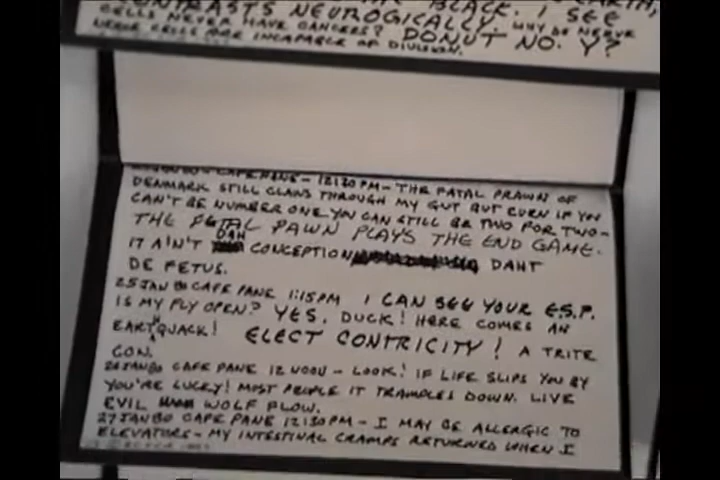 BLACK. I SEE
CONTRASTS NEUROGICALLY. WHY DO NERVE
CELLS NEVER HAVE CANCERS? DONUT NO. Y?
NERVE CELLS ARE INCAPABLE OF DIVISION.
CAFE PANE - 12:20 PM - THE FATAL PRAWN OF
DENMARK STILL CLAWS THROUGH MY GUT BUT EVEN IF YOU
CAN'T BE NUMBER ONE YOU CAN STILL BE TWO FOR TWO -
THE FETAL PAWN PLAYS THE END GAME.
IT AIN'T DAH CONCEPTION DAHT
DE FETUS.
25 JAN 80 CAFE PANE 1:15 PM I CAN SEE YOUR E.S.P.
IS MY FLY OPEN? YES, DUCK! HERE COMES AN
EARTHQUACK! ELECT CONTRICITY! A TRITE
CON.
26 JAN 80 CAFE PANE 12 NOON - LOOK! IF LIFE SLIPS YOU BY
YOU'RE LUCKY! MOST PEOPLE IT TRAMPLES DOWN. LIVE
EVIL WOLF FLOW.
27 JAN 80 CAFE PANE 12:30 PM - I MAY BE ALLERGIC TO
ELEVATORS - MY INTESTINAL CRAMPS RETURNED WHEN I